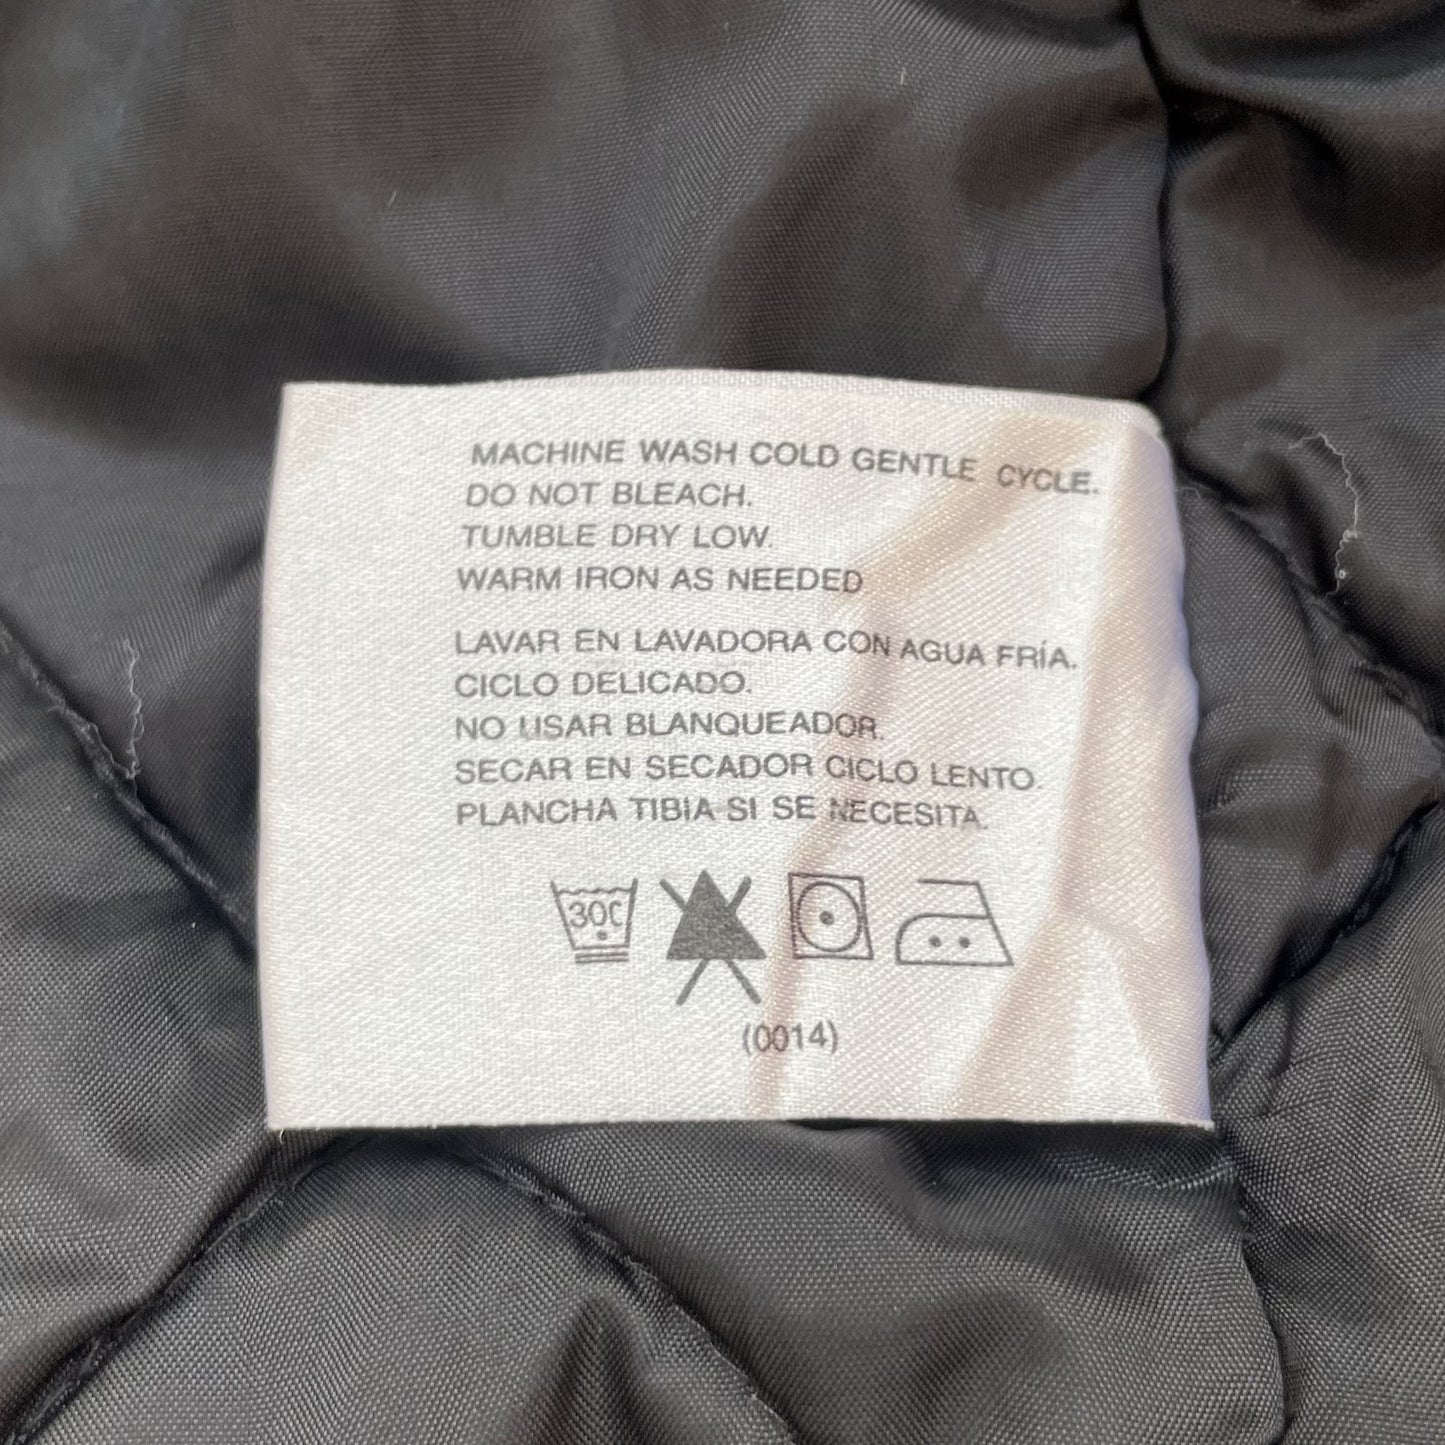 MACHINE WASH COLD GENTLE CYCLE.
DO NOT BLEACH.
TUMBLE DRY LOW.
WARM IRON AS NEEDED
LAVAR EN LAVADORA CON AGUA FRÍA.
CICLO DELICADO.
NO USAR BLANQUEADOR.
SECAR EN SECADOR CICLO LENTO.
PLANCHA TIBIA SI SE NECESITA.
30C
(0014)